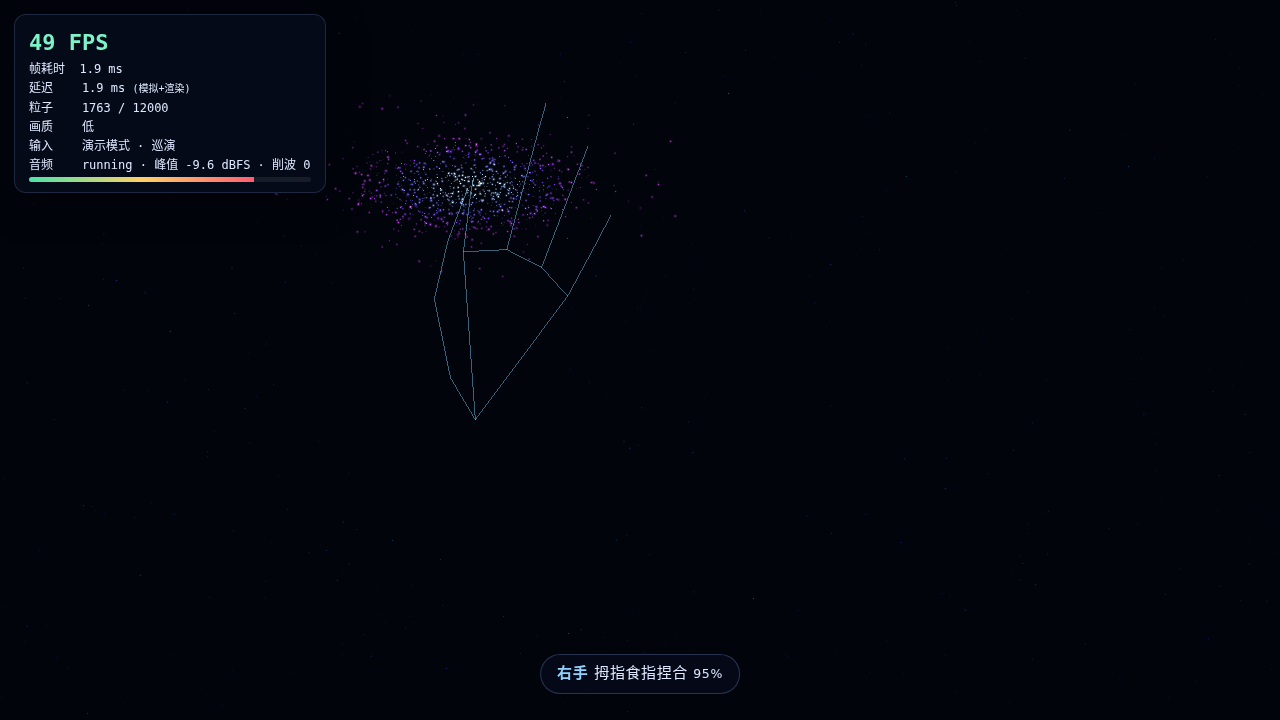 49 FPS
帧耗时 1.9 ms
延迟 1.9 ms (模拟+渲染)
粒子 1763 / 12000
画质 低
输入 演示模式 · 巡演
音频 running · 峰值 -9.6 dBFS · 削波 0
右手 拇指食指捏合 95%